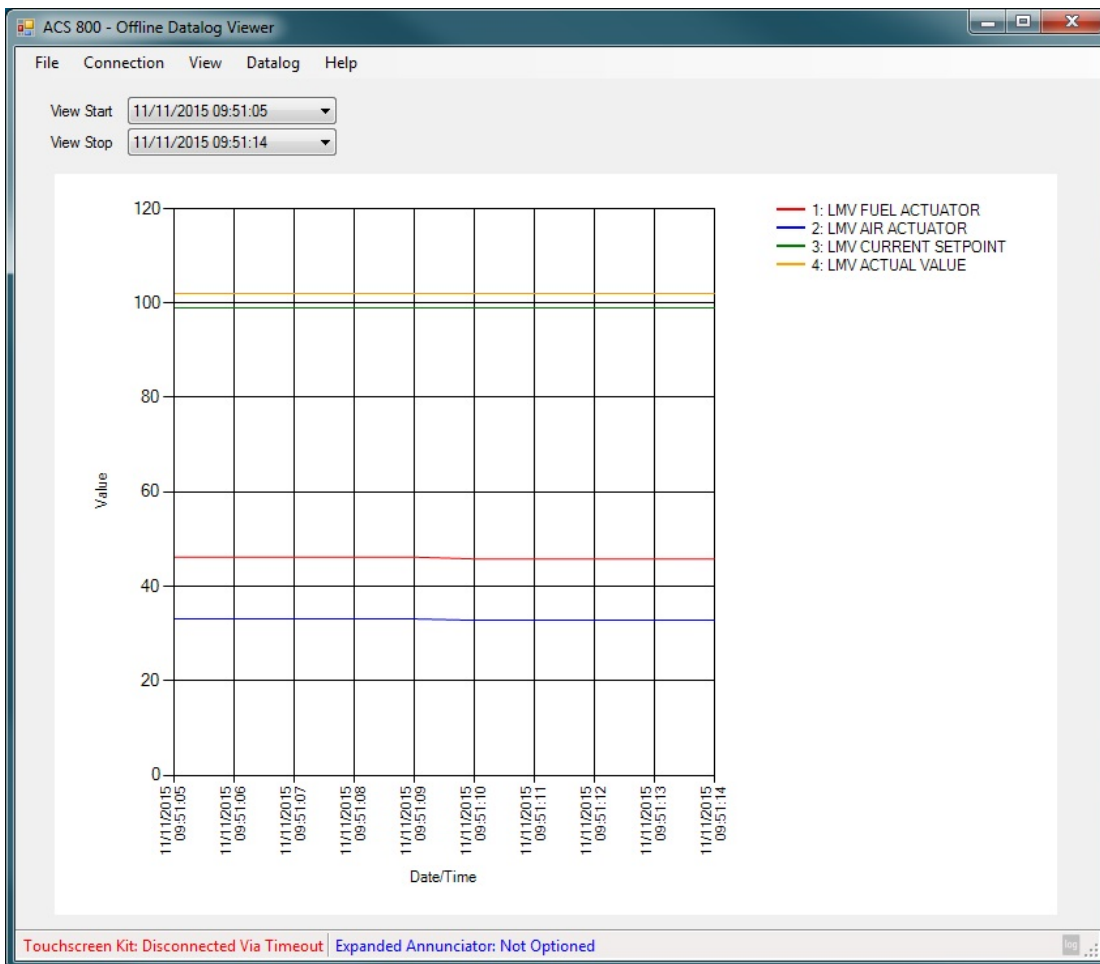 ACS 800 - Offline Datalog Viewer
File Connection View Datalog Help
View Start 11/11/2015 09:51:05
View Stop 11/11/2015 09:51:14
1: LMV FUEL ACTUATOR
2: LMV AIR ACTUATOR
3: LMV CURRENT SETPOINT
4: LMV ACTUAL VALUE
120
100
80
60
40
20
0
Value
11/11/2015
09:51:05
11/11/2015
09:51:06
11/11/2015
09:51:07
11/11/2015
09:51:08
11/11/2015
09:51:09
11/11/2015
09:51:10
11/11/2015
09:51:11
11/11/2015
09:51:12
11/11/2015
09:51:13
11/11/2015
09:51:14
Date/Time
Touchscreen Kit: Disconnected Via Timeout Expanded Annunciator: Not Optioned log